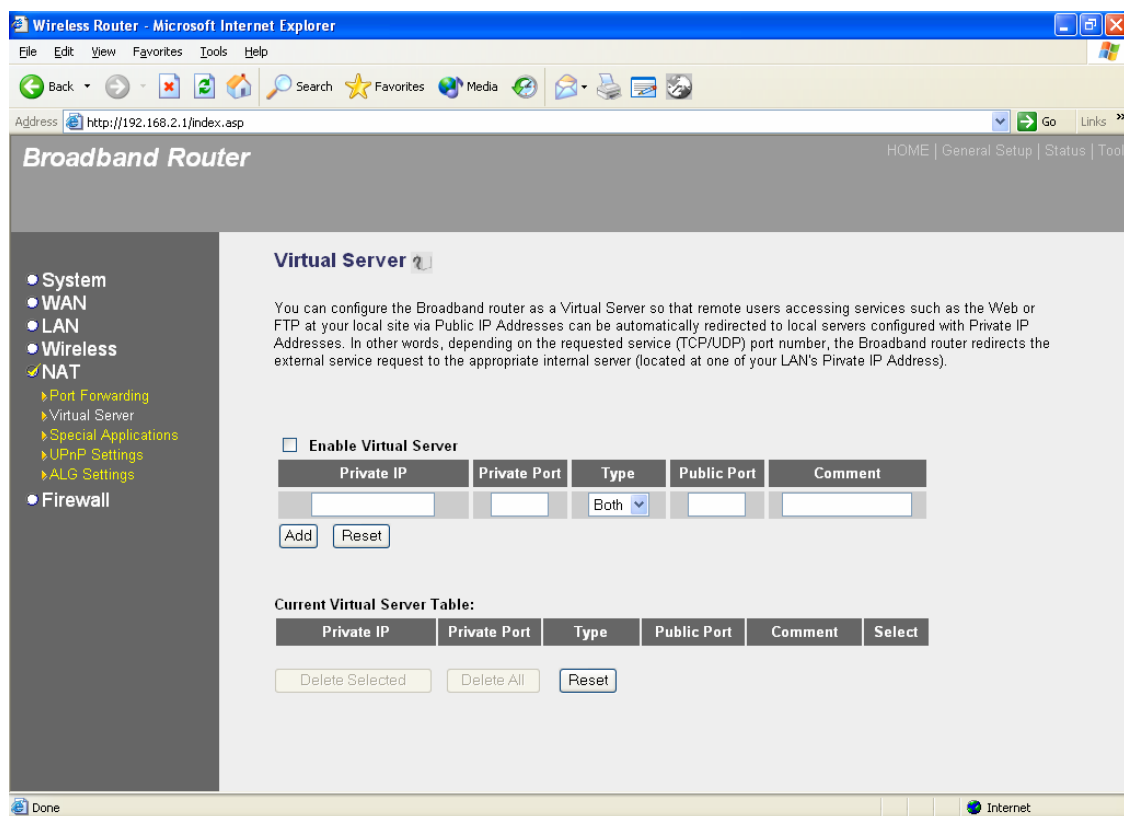 Wireless Router - Microsoft Internet Explorer
File Edit View Favorites Tools Help
Back Search Favorites Media
Address http://192.168.2.1/index.asp Go Links »
Broadband Router
HOME | General Setup | Status | Tool
System
WAN
LAN
Wireless
NAT
Port Forwarding
Virtual Server
Special Applications
UPnP Settings
ALG Settings
Firewall
Virtual Server
You can configure the Broadband router as a Virtual Server so that remote users accessing services such as the Web or
FTP at your local site via Public IP Addresses can be automatically redirected to local servers configured with Private IP
Addresses. In other words, depending on the requested service (TCP/UDP) port number, the Broadband router redirects the
external service request to the appropriate internal server (located at one of your LAN's Pivate IP Address).
Enable Virtual Server
Private IP Private Port Type Public Port Comment
Both
Add Reset
Current Virtual Server Table:
Private IP Private Port Type Public Port Comment Select
Delete Selected Delete All Reset
Done Internet